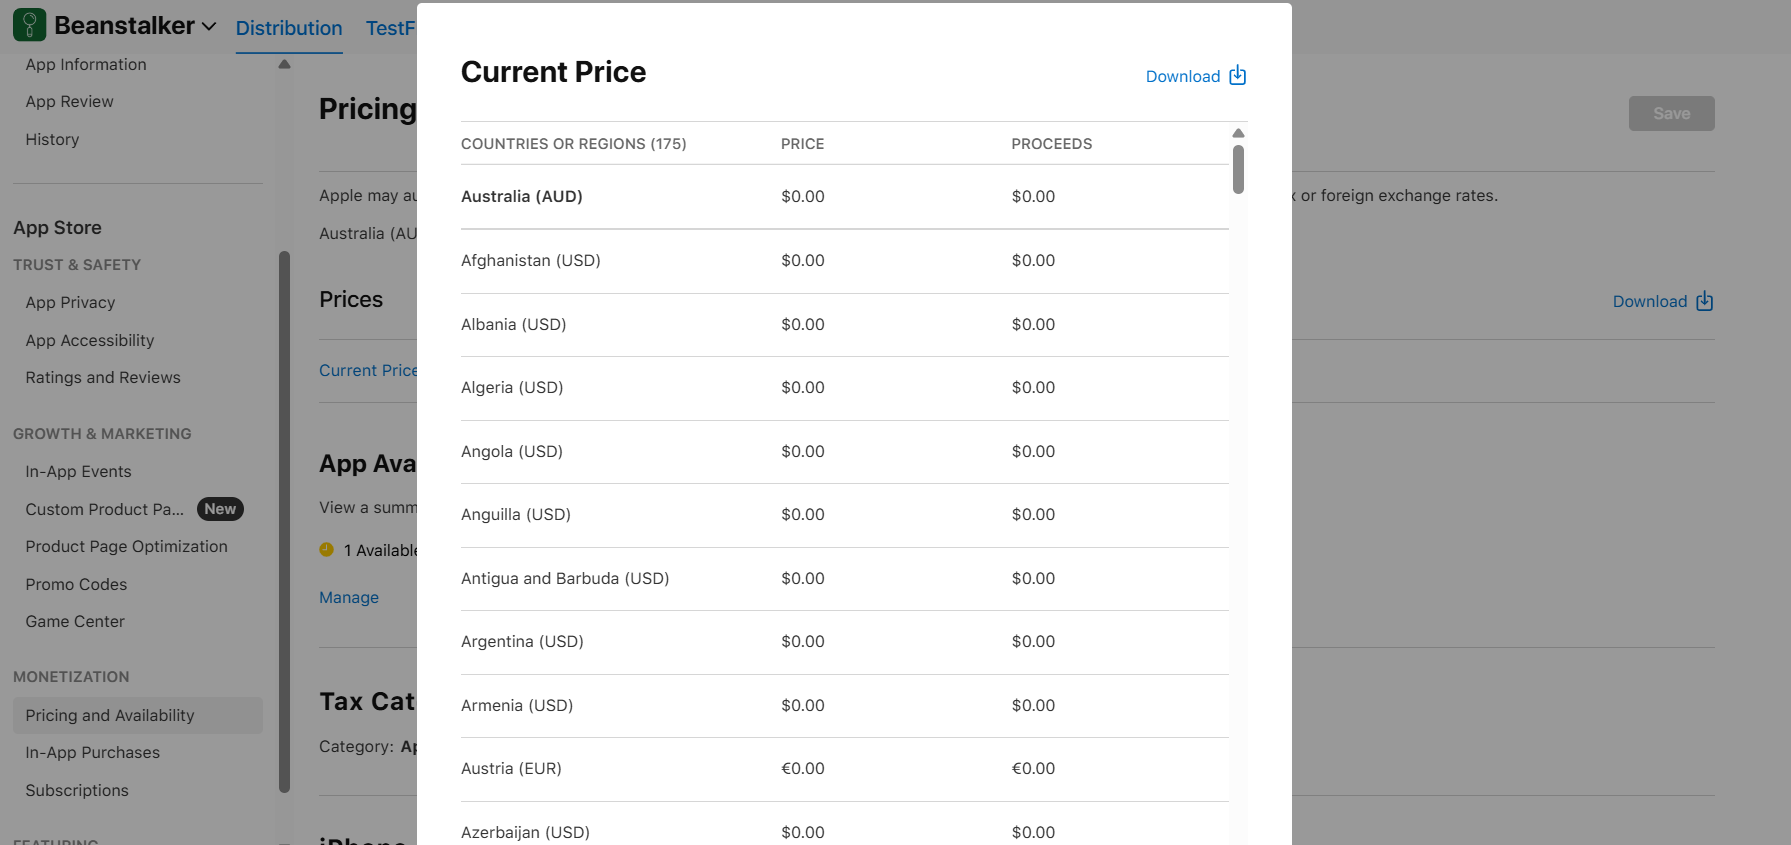 Beanstalker
Distribution
TestF
App Information
App Review
History
App Store
TRUST & SAFETY
App Privacy
App Accessibility
Ratings and Reviews
GROWTH & MARKETING
In-App Events
Custom Product Pa... New
Product Page Optimization
Promo Codes
Game Center
MONETIZATION
Pricing and Availability
In-App Purchases
Subscriptions
FEATURING
Pricing
Save
Apple may au
x or foreign exchange rates.
Australia (AU
Prices
Download
Current Price
App Ava
View a summ
1 Available
Manage
Tax Cat
Category: Ap
iPhone
Current Price
Download
COUNTRIES OR REGIONS (175) PRICE PROCEEDS
Australia (AUD) $0.00 $0.00
Afghanistan (USD) $0.00 $0.00
Albania (USD) $0.00 $0.00
Algeria (USD) $0.00 $0.00
Angola (USD) $0.00 $0.00
Anguilla (USD) $0.00 $0.00
Antigua and Barbuda (USD) $0.00 $0.00
Argentina (USD) $0.00 $0.00
Armenia (USD) $0.00 $0.00
Austria (EUR) €0.00 €0.00
Azerbaijan (USD) $0.00 $0.00